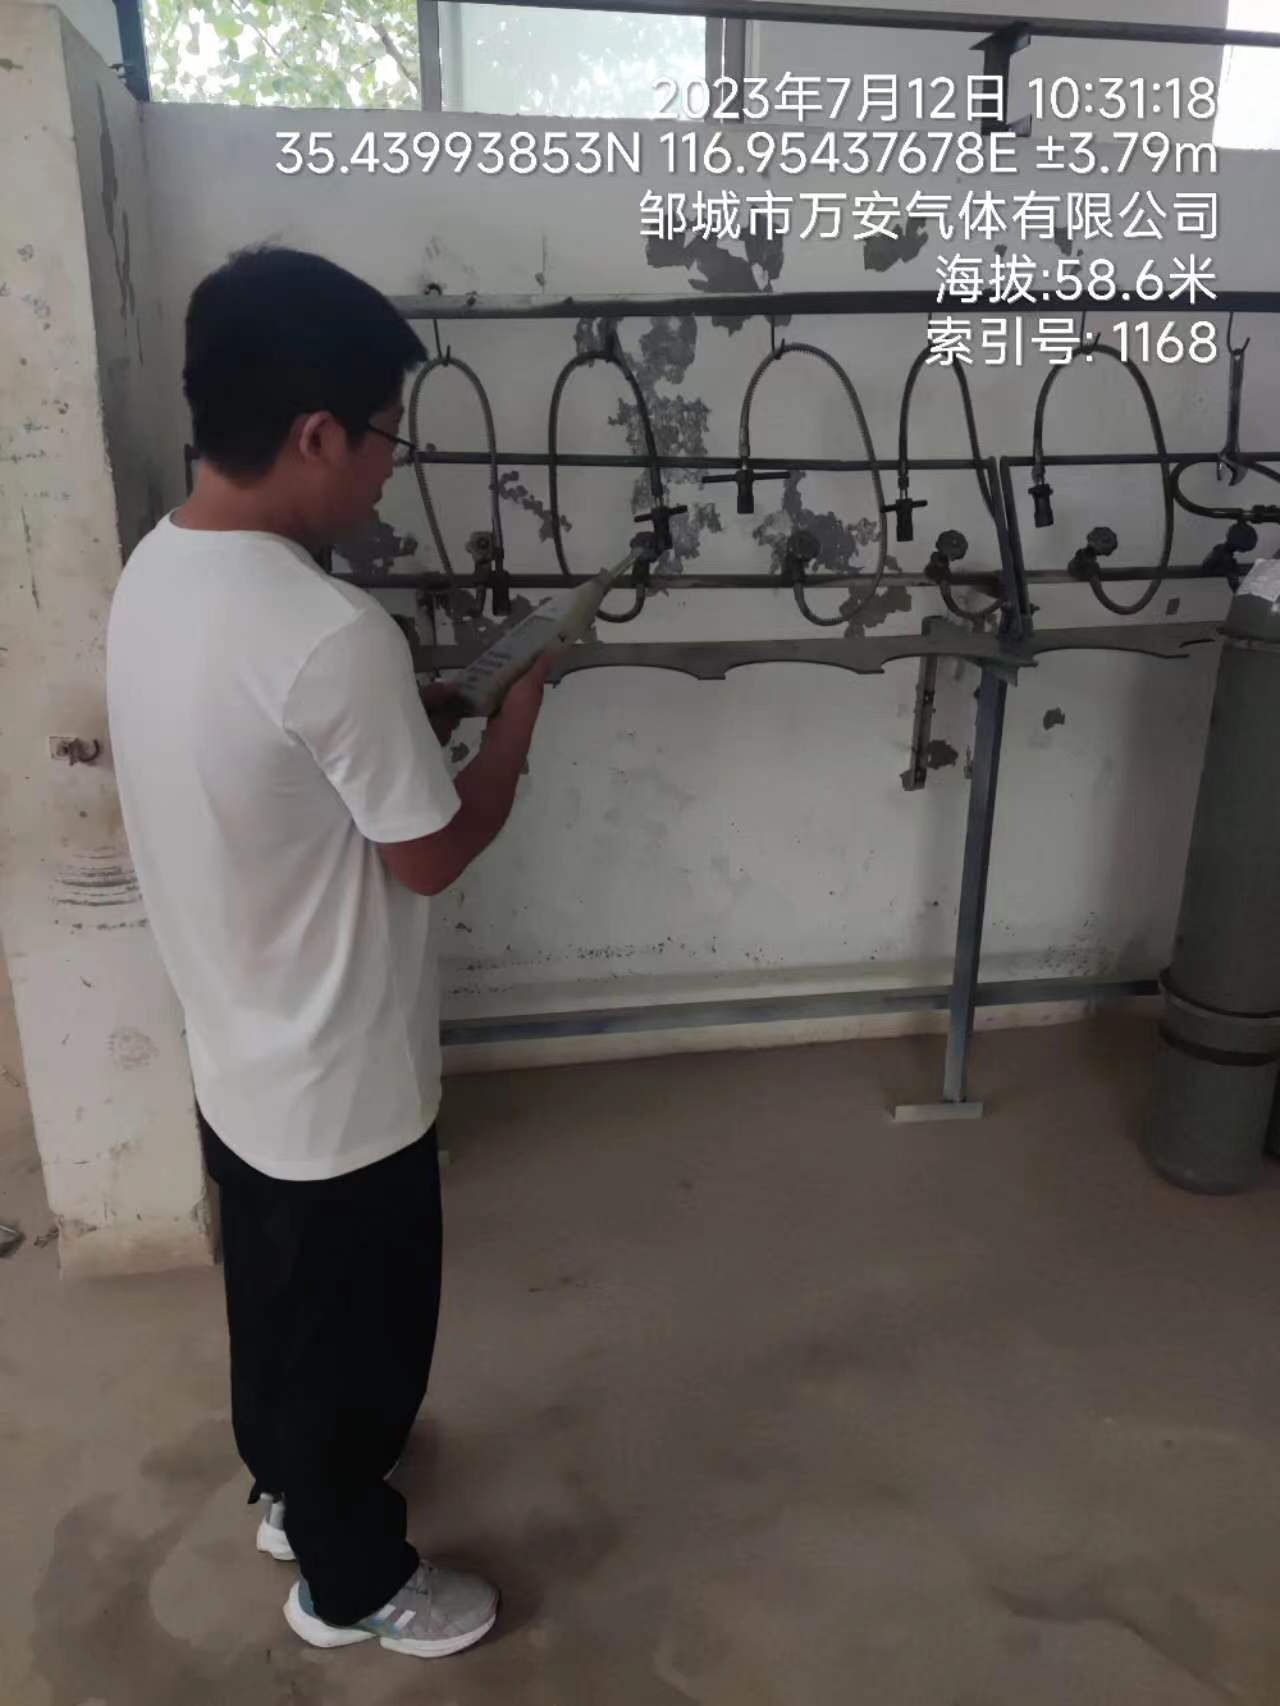 2023年7月12日 10:31:18
35.43993853N 116.95437678E ±3.79m
邹城市万安气体有限公司
海拔:58.6米
索引号: 1168